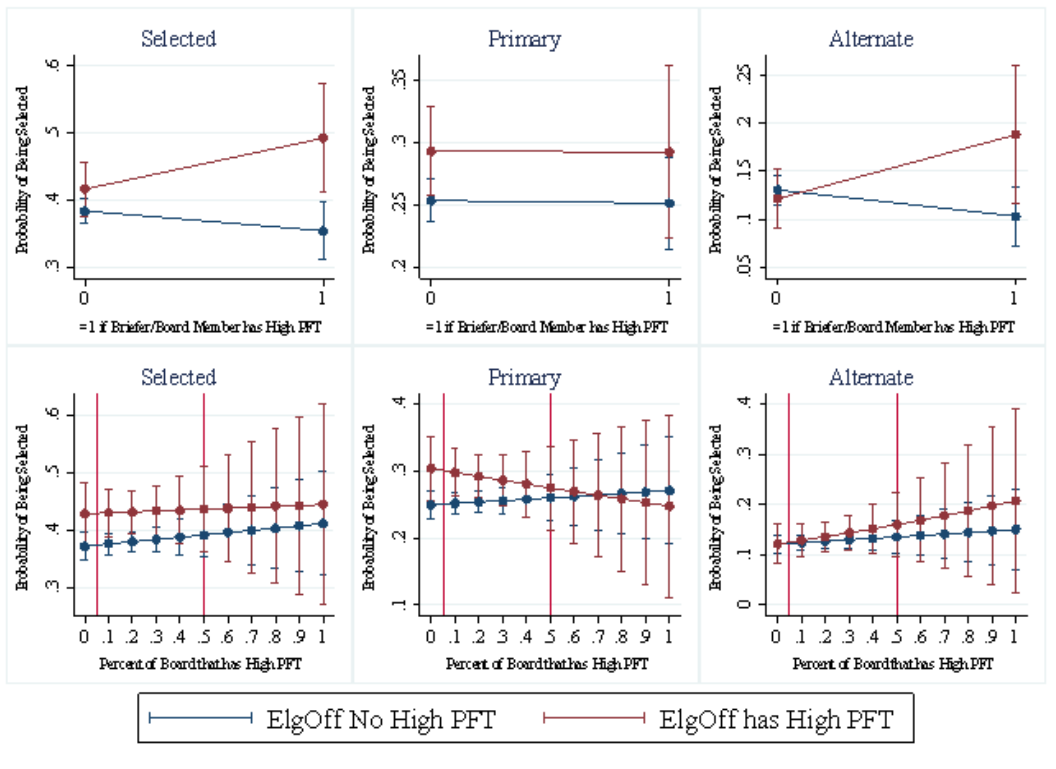 Selected
Primary
Alternate
Probability of Being Selected
.6
.5
.4
.3
0
1
=1 if Briefer/Board Member has High PFT
Probability of Being Selected
.35
.3
.25
.2
0
1
=1 if Briefer/Board Member has High PFT
Probability of Being Selected
.25
.2
.15
.1
.05
0
1
=1 if Briefer/Board Member has High PFT
Selected
Primary
Alternate
Probability of Being Selected
.6
.5
.4
.3
0 .1 .2 .3 .4 .5 .6 .7 .8 .9 1
Percent of Board that has High PFT
Probability of Being Selected
.4
.3
.2
.1
0 .1 .2 .3 .4 .5 .6 .7 .8 .9 1
Percent of Board that has High PFT
Probability of Being Selected
.4
.3
.2
.1
0
0 .1 .2 .3 .4 .5 .6 .7 .8 .9 1
Percent of Board that has High PFT
ElgOff No High PFT
ElgOff has High PFT